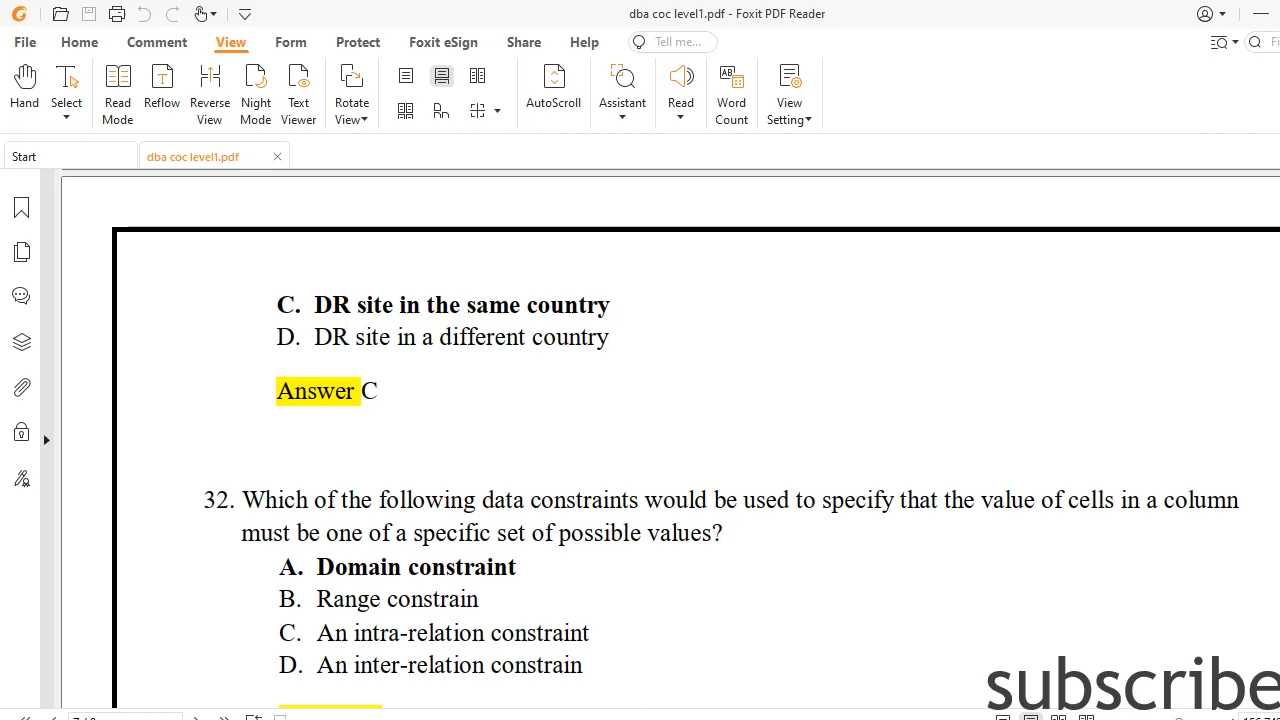 dba coc level1.pdf - Foxit PDF Reader
File Home Comment View Form Protect Foxit eSign Share Help Tell me... Fi
Hand Select Read Mode Reflow Reverse View Night Mode Text Viewer Rotate View AutoScroll Assistant Read Word Count View Setting
Start dba coc level1.pdf
C. DR site in the same country
D. DR site in a different country
Answer C
32. Which of the following data constraints would be used to specify that the value of cells in a column
must be one of a specific set of possible values?
A. Domain constraint
B. Range constrain
C. An intra-relation constraint
D. An inter-relation constrain
subscribe